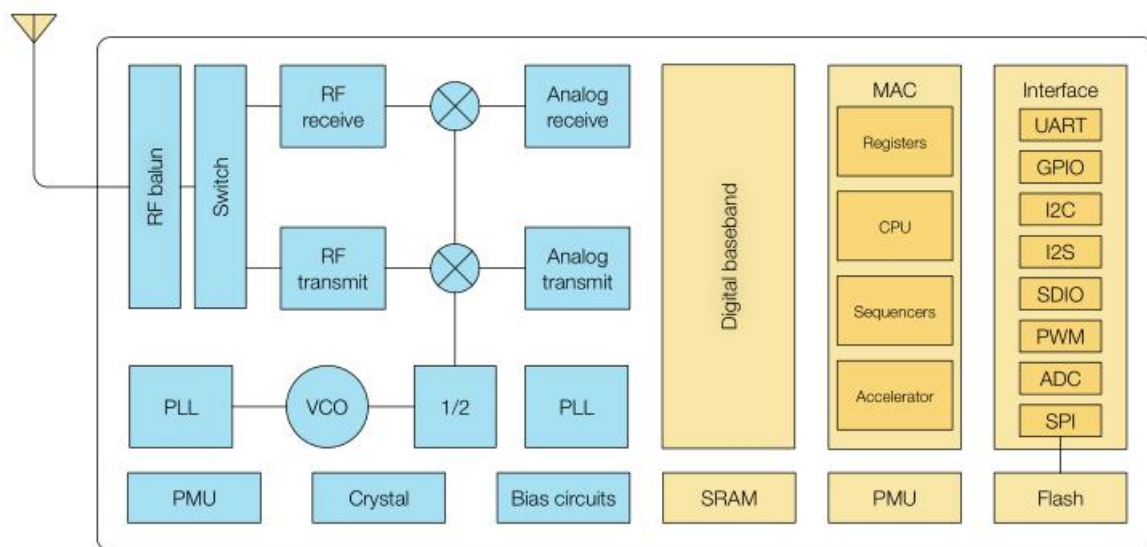 RF balun
Switch
RF
receive
Analog
receive
RF
transmit
Analog
transmit
PLL
VCO
1/2
PLL
PMU
Crystal
Bias circuits
Digital baseband
SRAM
MAC
Registers
CPU
Sequencers
Accelerator
PMU
Interface
UART
GPIO
I2C
I2S
SDIO
PWM
ADC
SPI
Flash